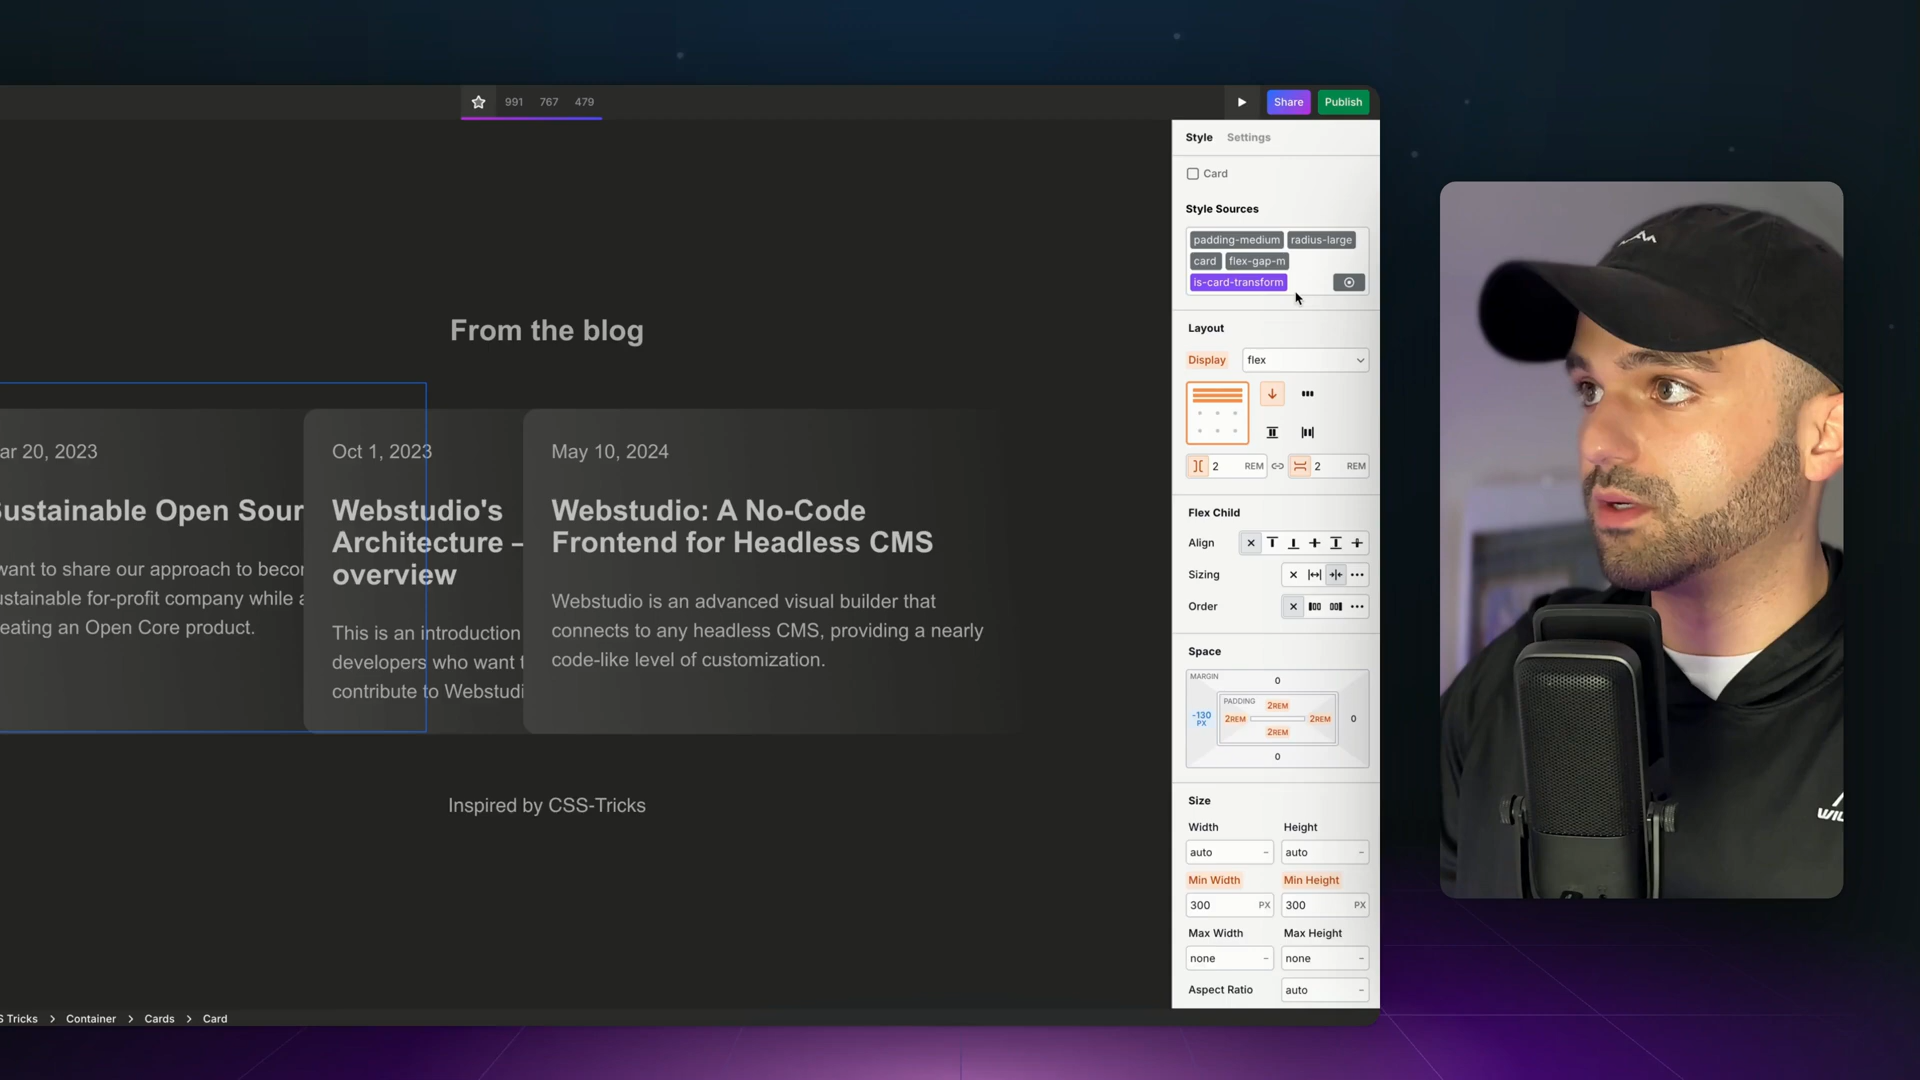 991 767 479
Share
Publish
Style Settings
Card
Style Sources
padding-medium radius-large
card flex-gap-m
is-card-transform
Layout
Display flex
2 REM 2 REM
Flex Child
Align
Sizing
Order
Space
MARGIN
0
PADDING
2REM
-130 PX
2REM
2REM
0
2REM
0
Size
Width Height
auto - auto -
Min Width Min Height
300 PX 300 PX
Max Width Max Height
none - none -
Aspect Ratio auto -
From the blog
ar 20, 2023
ustainable Open Sour
want to share our approach to becor
ustainable for-profit company while a
eating an Open Core product.
Oct 1, 2023
Webstudio's
Architecture –
overview
This is an introduction
developers who want t
contribute to Webstudi
May 10, 2024
Webstudio: A No-Code
Frontend for Headless CMS
Webstudio is an advanced visual builder that
connects to any headless CMS, providing a nearly
code-like level of customization.
Inspired by CSS-Tricks
S Tricks > Container > Cards > Card